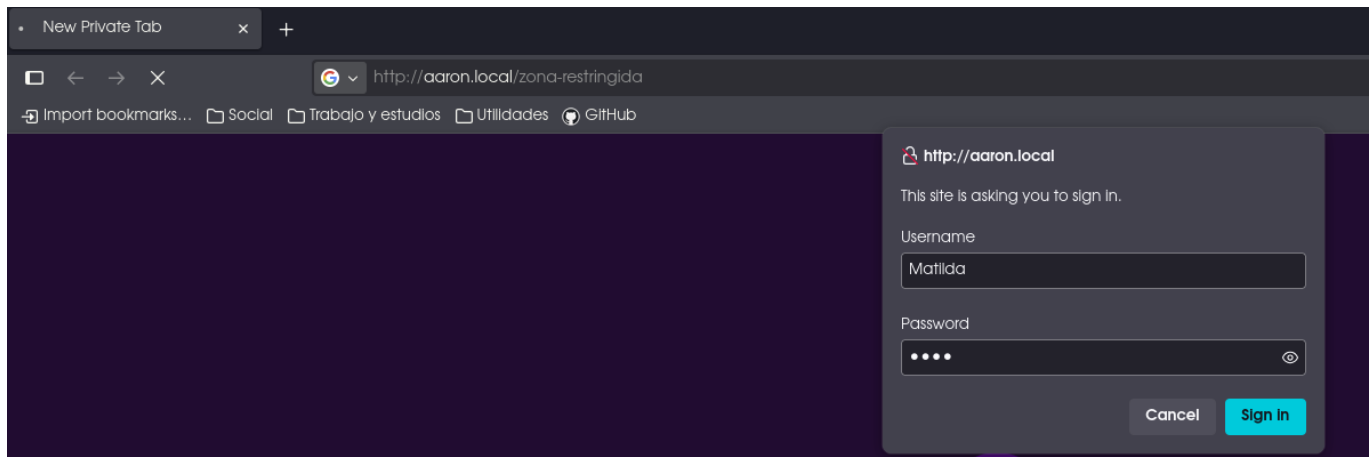 New Private Tab
http://aaron.local/zona-restringida
Import bookmarks... Social Trabajo y estudios Utilidades GitHub
http://aaron.local
This site is asking you to sign in.
Username
Matilda
Password
••••
Cancel Sign in